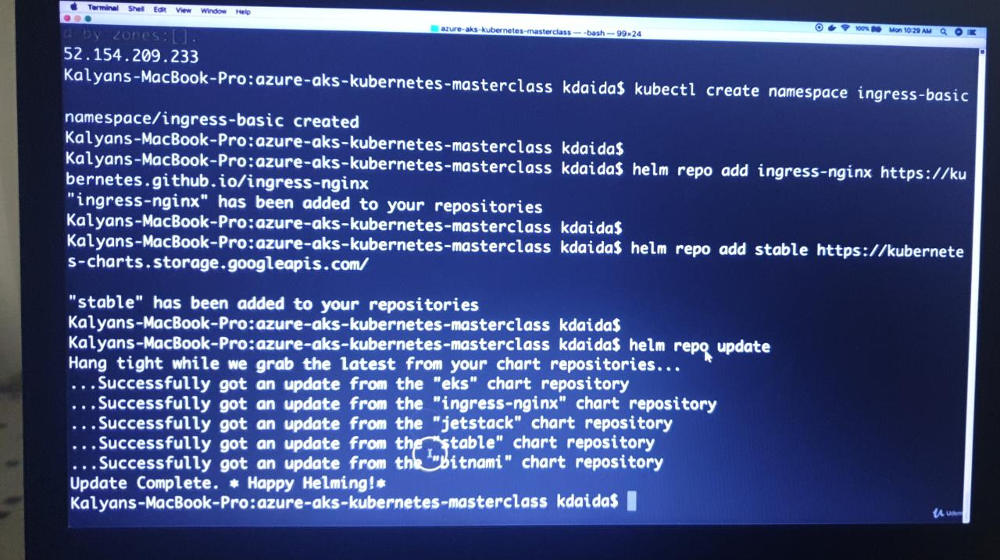 Terminal Shell Edit View Window Help
100% Mon 10:29 AM
azure-aks-kubernetes-masterclass — -bash — 99×24
d by zones:[].
52.154.209.233
Kalyans-MacBook-Pro:azure-aks-kubernetes-masterclass kdaida$ kubectl create namespace ingress-basic
namespace/ingress-basic created
Kalyans-MacBook-Pro:azure-aks-kubernetes-masterclass kdaida$
Kalyans-MacBook-Pro:azure-aks-kubernetes-masterclass kdaida$ helm repo add ingress-nginx https://ku
bernetes.github.io/ingress-nginx
"ingress-nginx" has been added to your repositories
Kalyans-MacBook-Pro:azure-aks-kubernetes-masterclass kdaida$
Kalyans-MacBook-Pro:azure-aks-kubernetes-masterclass kdaida$ helm repo add stable https://kubernete
s-charts.storage.googleapis.com/
"stable" has been added to your repositories
Kalyans-MacBook-Pro:azure-aks-kubernetes-masterclass kdaida$
Kalyans-MacBook-Pro:azure-aks-kubernetes-masterclass kdaida$ helm repo update
Hang tight while we grab the latest from your chart repositories...
...Successfully got an update from the "eks" chart repository
...Successfully got an update from the "ingress-nginx" chart repository
...Successfully got an update from the "jetstack" chart repository
...Successfully got an update from the "stable" chart repository
...Successfully got an update from the "bitnami" chart repository
Update Complete. ⎈ Happy Helming!⎈
Kalyans-MacBook-Pro:azure-aks-kubernetes-masterclass kdaida$